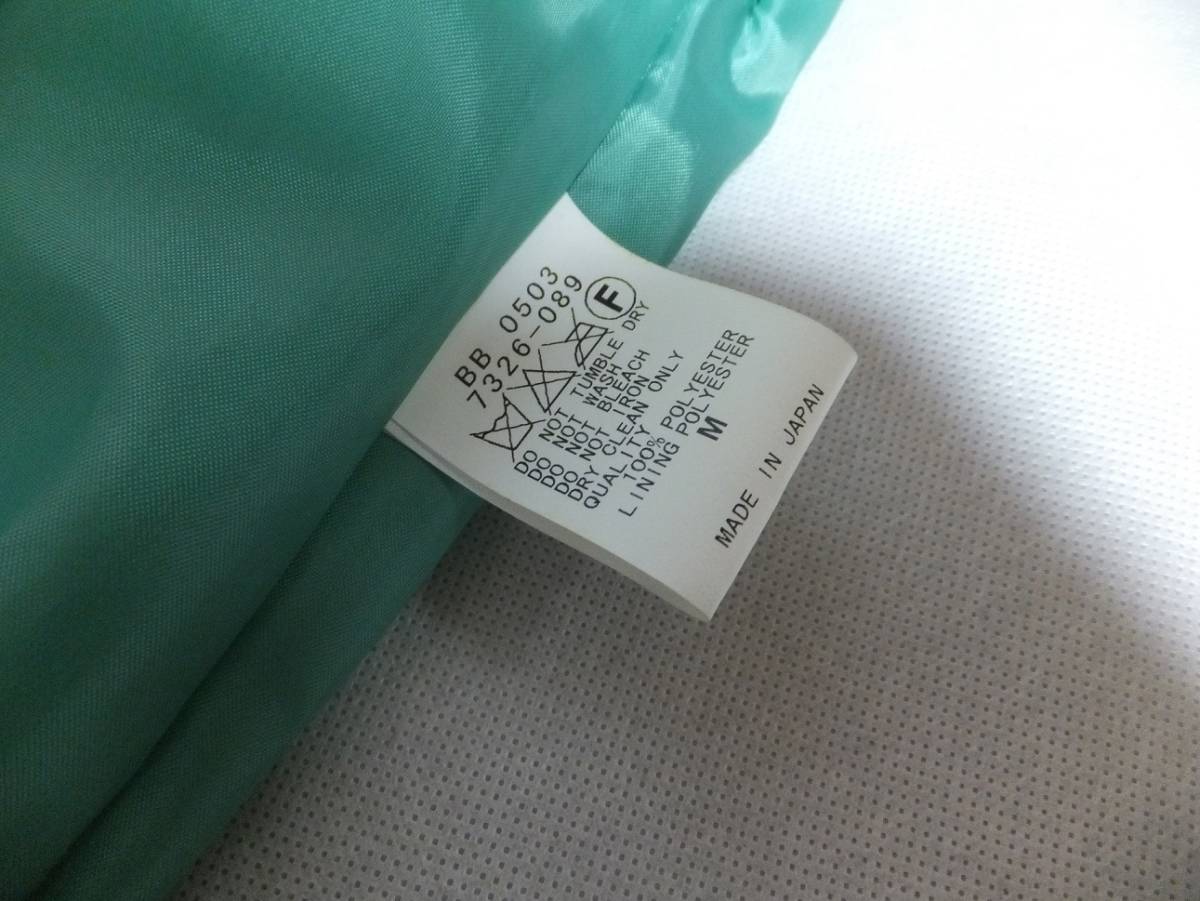 BB 0503
7326-089
F
DO NOT TUMBLE DRY
DO NOT WASH
DO NOT BLEACH
DO NOT IRON
DRY CLEAN ONLY
QUALITY
100% POLYESTER
LINING POLYESTER
M
MADE IN JAPAN